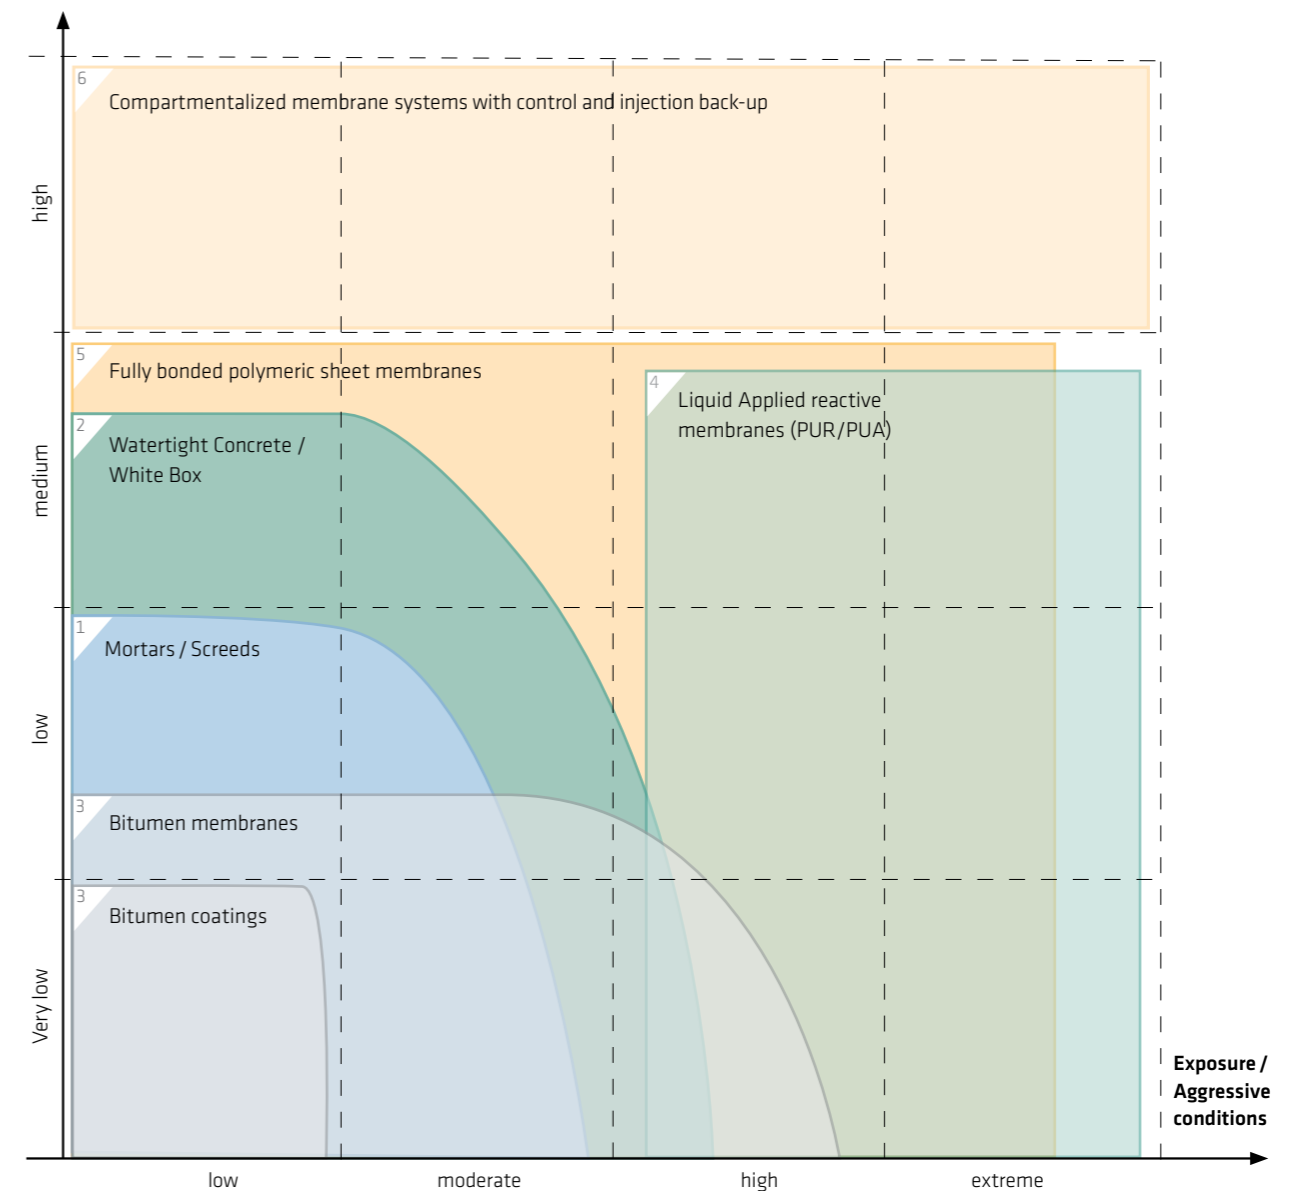 6
Compartmentalized membrane systems with control and injection back-up
high
5
Fully bonded polymeric sheet membranes
4
Liquid Applied reactive
membranes (PUR/PUA)
2
Watertight Concrete /
White Box
medium
1
Mortars / Screeds
low
3
Bitumen membranes
3
Bitumen coatings
Very low
Exposure /
Aggressive
conditions
low
moderate
high
extreme